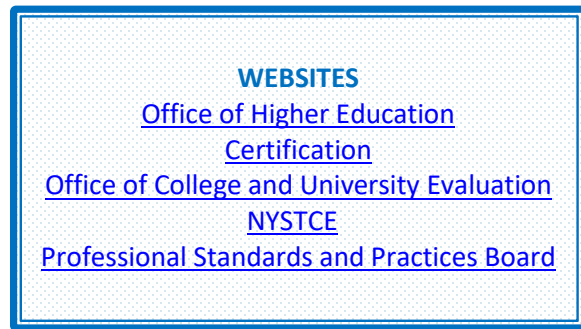 WEBSITES
Office of Higher Education
Certification
Office of College and University Evaluation
NYSTCE
Professional Standards and Practices Board